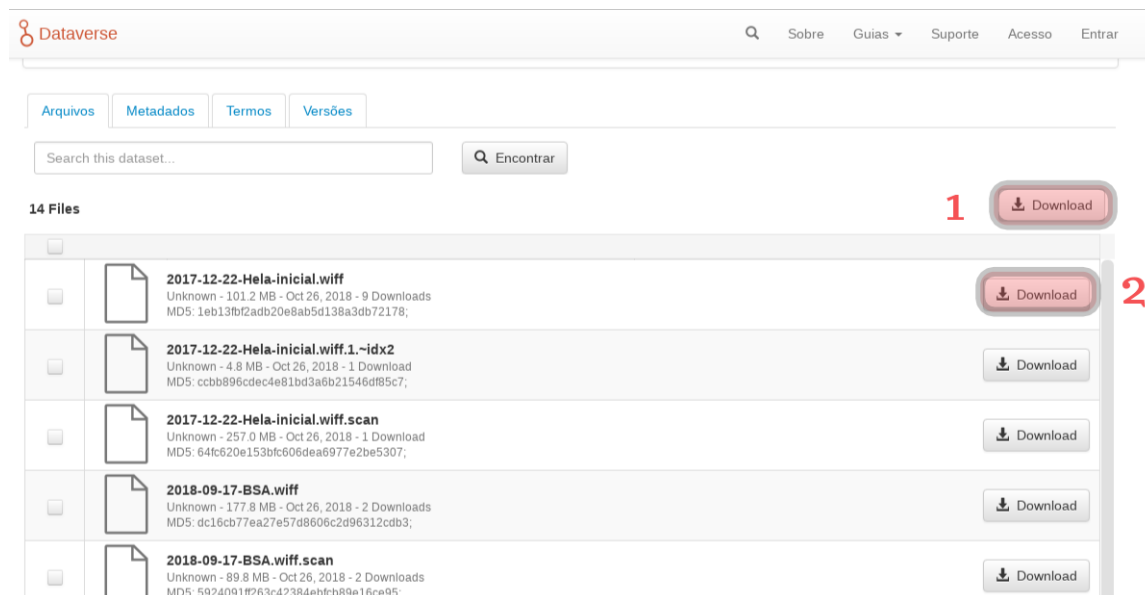 Dataverse
Sobre Guias Suporte Acesso Entrar
Arquivos Metadados Termos Versões
Search this dataset...
Encontrar
14 Files
1
Download
2017-12-22-Hela-inicial.wiff
Unknown - 101.2 MB - Oct 26, 2018 - 9 Downloads
MD5: 1eb13fbf2adb20e8ab5d138a3db72178;
Download
2
2017-12-22-Hela-inicial.wiff.1.~idx2
Unknown - 4.8 MB - Oct 26, 2018 - 1 Download
MD5: ccbb896cdec4e81bd3a6b21546df85c7;
Download
2017-12-22-Hela-inicial.wiff.scan
Unknown - 257.0 MB - Oct 26, 2018 - 1 Download
MD5: 64fc620e153bfc606dea6977e2be5307;
Download
2018-09-17-BSA.wiff
Unknown - 177.8 MB - Oct 26, 2018 - 2 Downloads
MD5: dc16cb77ea27e57d8606c2d96312cdb3;
Download
2018-09-17-BSA.wiff.scan
Unknown - 89.8 MB - Oct 26, 2018 - 2 Downloads
MD5: 5924091ff263c42384ebfcb89e16ce95;
Download